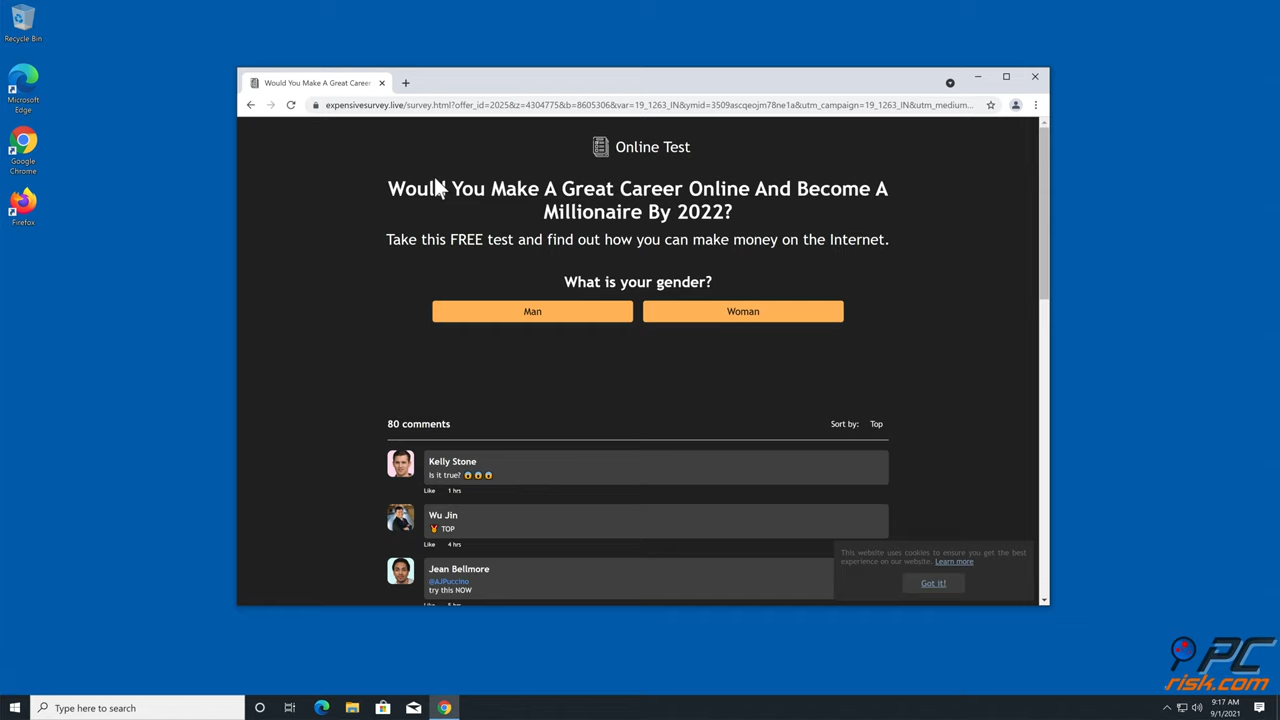 Recycle Bin
Microsoft
Edge
Google
Chrome
Firefox
Would You Make A Great Career
expensivesurvey.live/survey.html?offer_id=2025&z=4304775&b=8605306&var=19_1263_IN&ymid=3509ascqeojm78ne1a&utm_campaign=19_1263_IN&utm_medium...
Online Test
Would You Make A Great Career Online And Become A
Millionaire By 2022?
Take this FREE test and find out how you can make money on the Internet.
What is your gender?
Man Woman
80 comments Sort by: Top
Kelly Stone
Is it true? 😱😱😱
Like 1 hrs
Wu Jin
🏅 TOP
Like 4 hrs
Jean Bellmore
@AJPuccino
try this NOW
Like 5 hrs
This website uses cookies to ensure you get the best
experience on our website. Learn more
Got it!
PC
risk.com
Type here to search
9:17 AM
9/1/2021